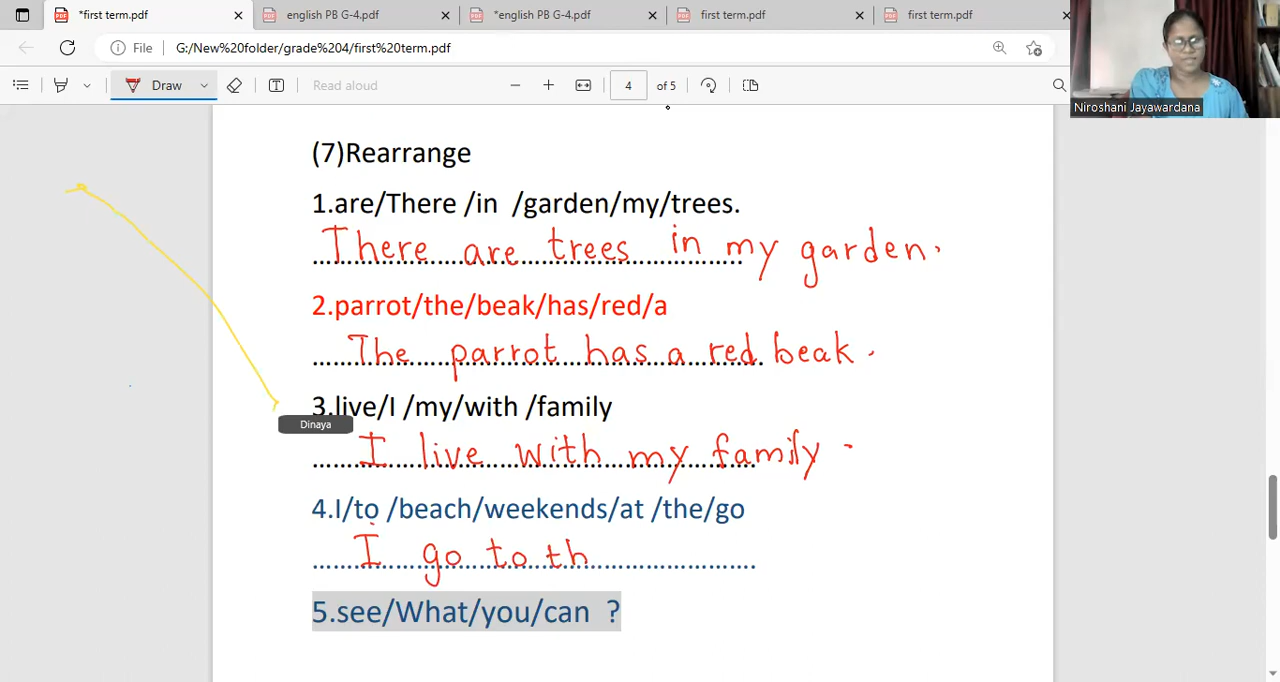 *first term.pdf
english PB G-4.pdf
*english PB G-4.pdf
first term.pdf
first term.pdf
File G:/New%20folder/grade%204/first%20term.pdf
Draw Read aloud 4 of 5
Niroshani Jayawardana
(7)Rearrange
1.are/There /in /garden/my/trees.
There are trees in my garden.
2.parrot/the/beak/has/red/a
The parrot has a red beak.
3.live/I /my/with /family
Dinaya
I live with my family.
4.I/to /beach/weekends/at /the/go
I go to th
5.see/What/you/can ?